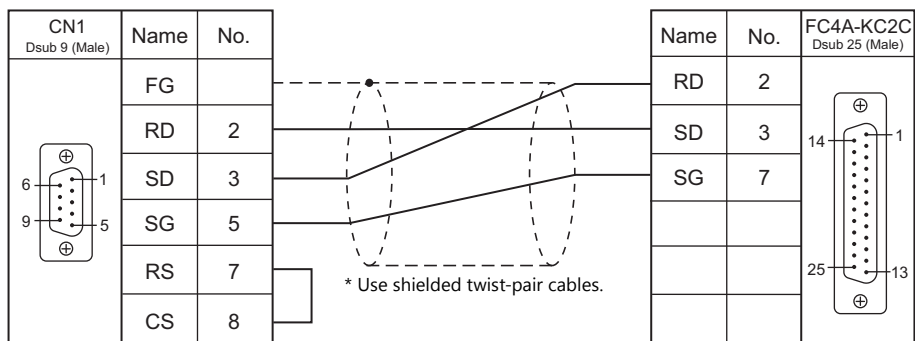 CN1
Dsub 9 (Male)
Name No.
FG
RD 2
SD 3
SG 5
RS 7
CS 8
6 1
9 5
* Use shielded twist-pair cables.
Name No.
FC4A-KC2C
Dsub 25 (Male)
RD 2
SD 3
SG 7
14 1
25 13